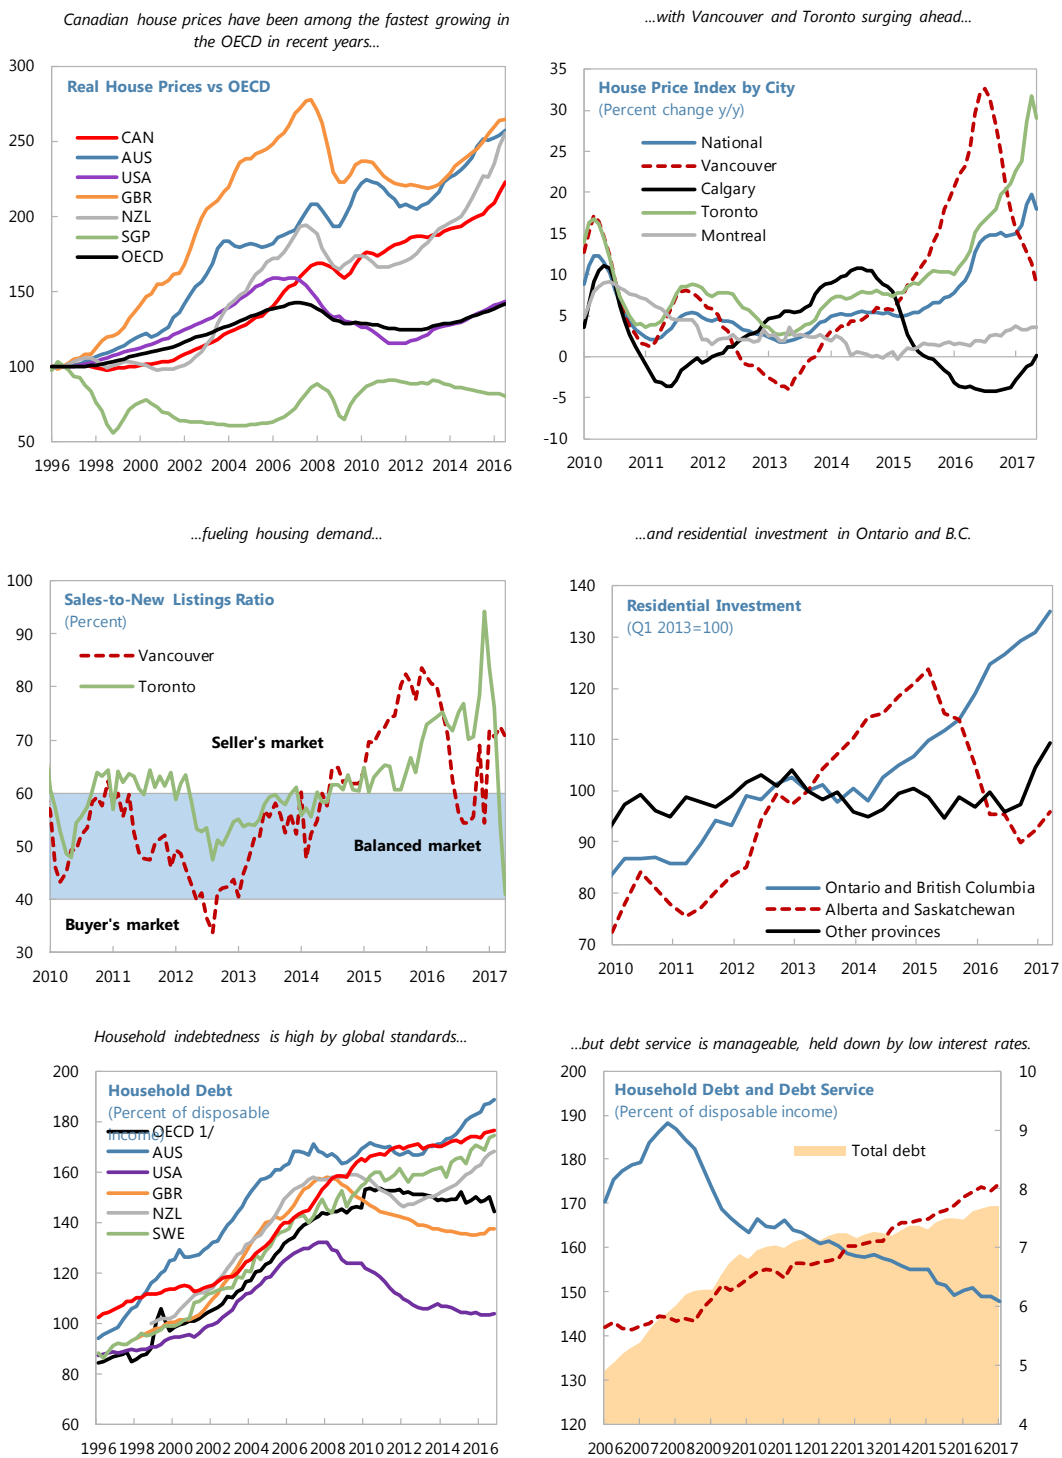 Canadian house prices have been among the fastest growing in
the OECD in recent years...
Real House Prices vs OECD
CAN
AUS
USA
GBR
NZL
SGP
OECD
300
250
200
150
100
50
1996 1998 2000 2002 2004 2006 2008 2010 2012 2014 2016
...with Vancouver and Toronto surging ahead...
House Price Index by City
(Percent change y/y)
National
Vancouver
Calgary
Toronto
Montreal
35
30
25
20
15
10
5
0
-5
-10
2010 2011 2012 2013 2014 2015 2016 2017
...fueling housing demand...
Sales-to-New Listings Ratio
(Percent)
Vancouver
Toronto
Seller's market
Balanced market
Buyer's market
100
90
80
70
60
50
40
30
2010 2011 2012 2013 2014 2015 2016 2017
...and residential investment in Ontario and B.C.
Residential Investment
(Q1 2013=100)
140
130
120
110
100
90
80
70
Ontario and British Columbia
Alberta and Saskatchewan
Other provinces
2010 2011 2012 2013 2014 2015 2016 2017
Household indebtedness is high by global standards...
Household Debt
(Percent of disposable
income)
OECD 1/
AUS
USA
GBR
NZL
SWE
200
180
160
140
120
100
80
60
1996 1998 2000 2002 2004 2006 2008 2010 2012 2014 2016
...but debt service is manageable, held down by low interest rates.
Household Debt and Debt Service
(Percent of disposable income)
Total debt
200
190
180
170
160
150
140
130
120
10
9
8
7
6
5
4
2006 2007 2008 2009 2010 2011 2012 2013 2014 2015 2016 2017